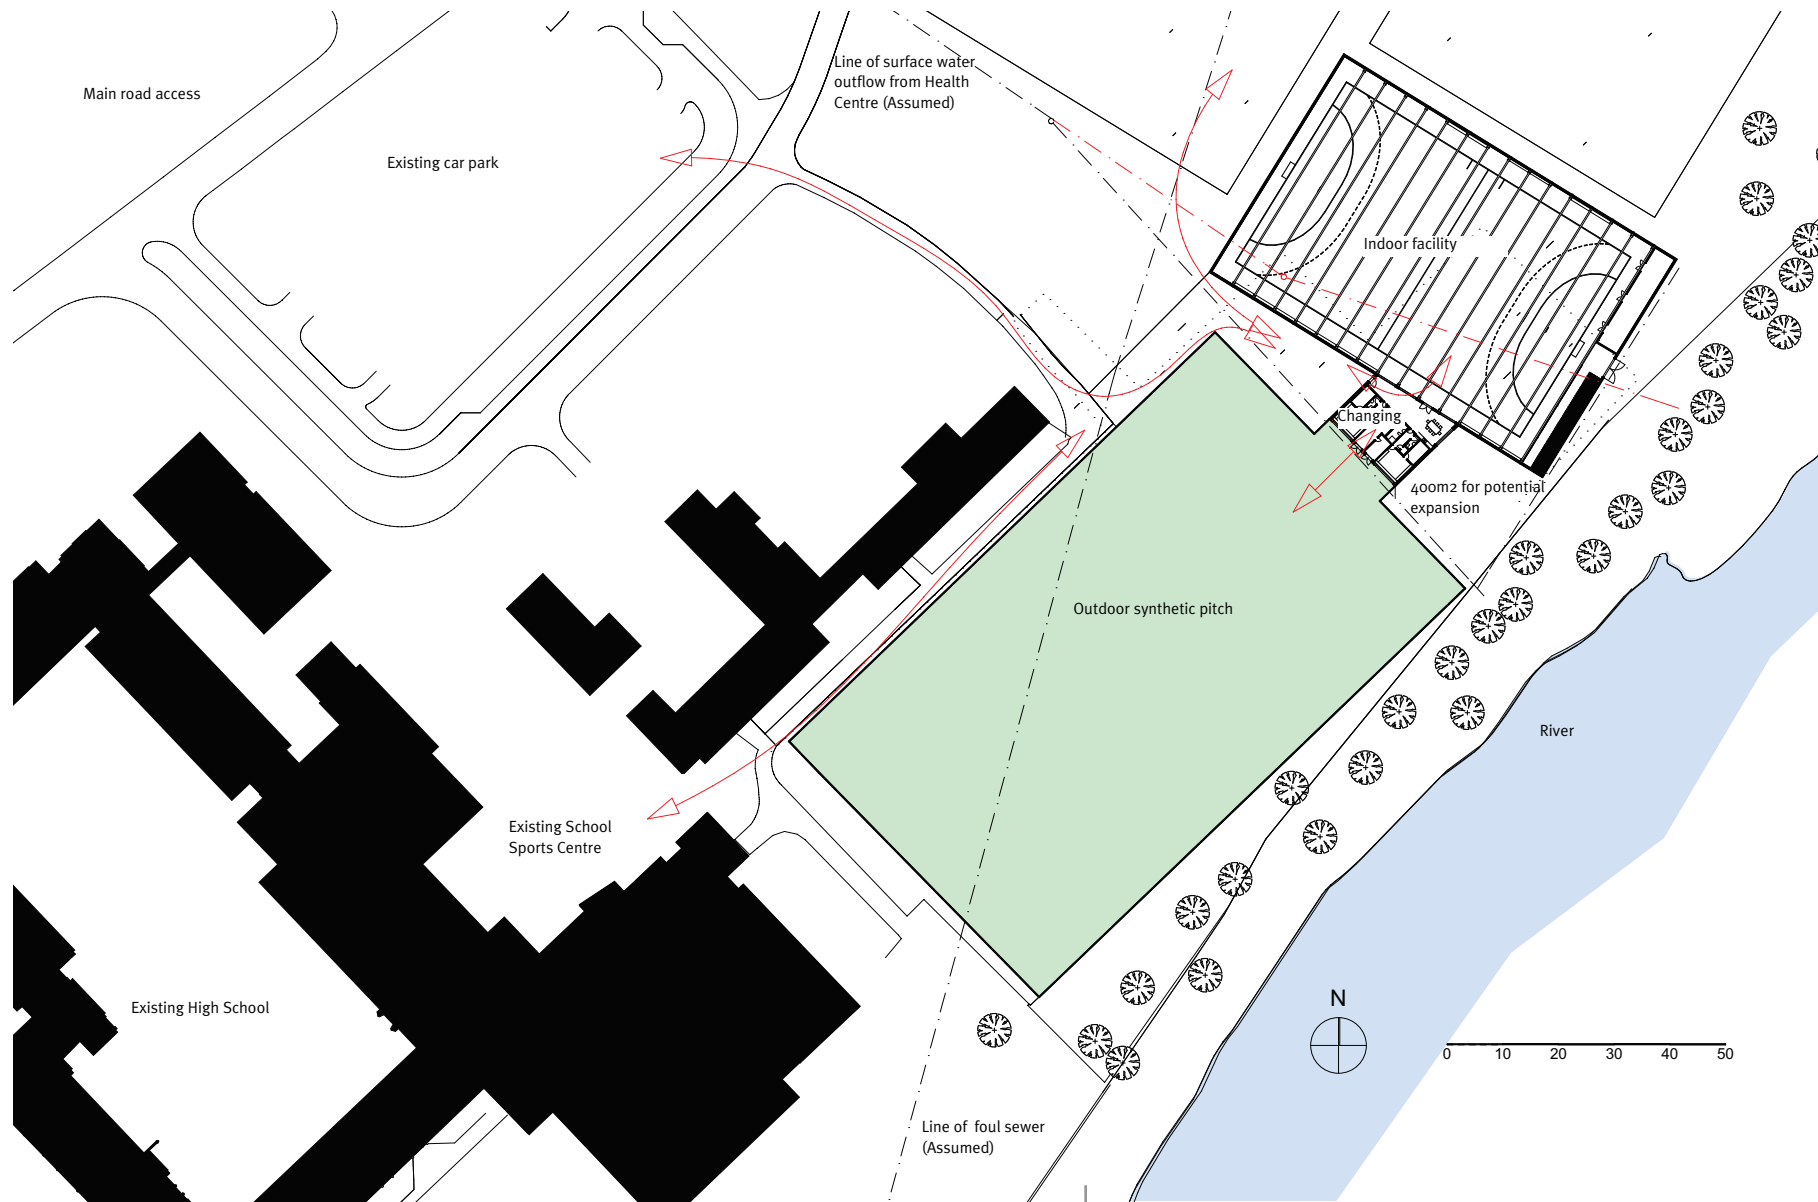 Main road access
Line of surface water
outflow from Health
Centre (Assumed)
Existing car park
Indoor facility
Changing
400m2 for potential
expansion
Outdoor synthetic pitch
River
Existing School
Sports Centre
Existing High School
N
0 10 20 30 40 50
Line of foul sewer
(Assumed)